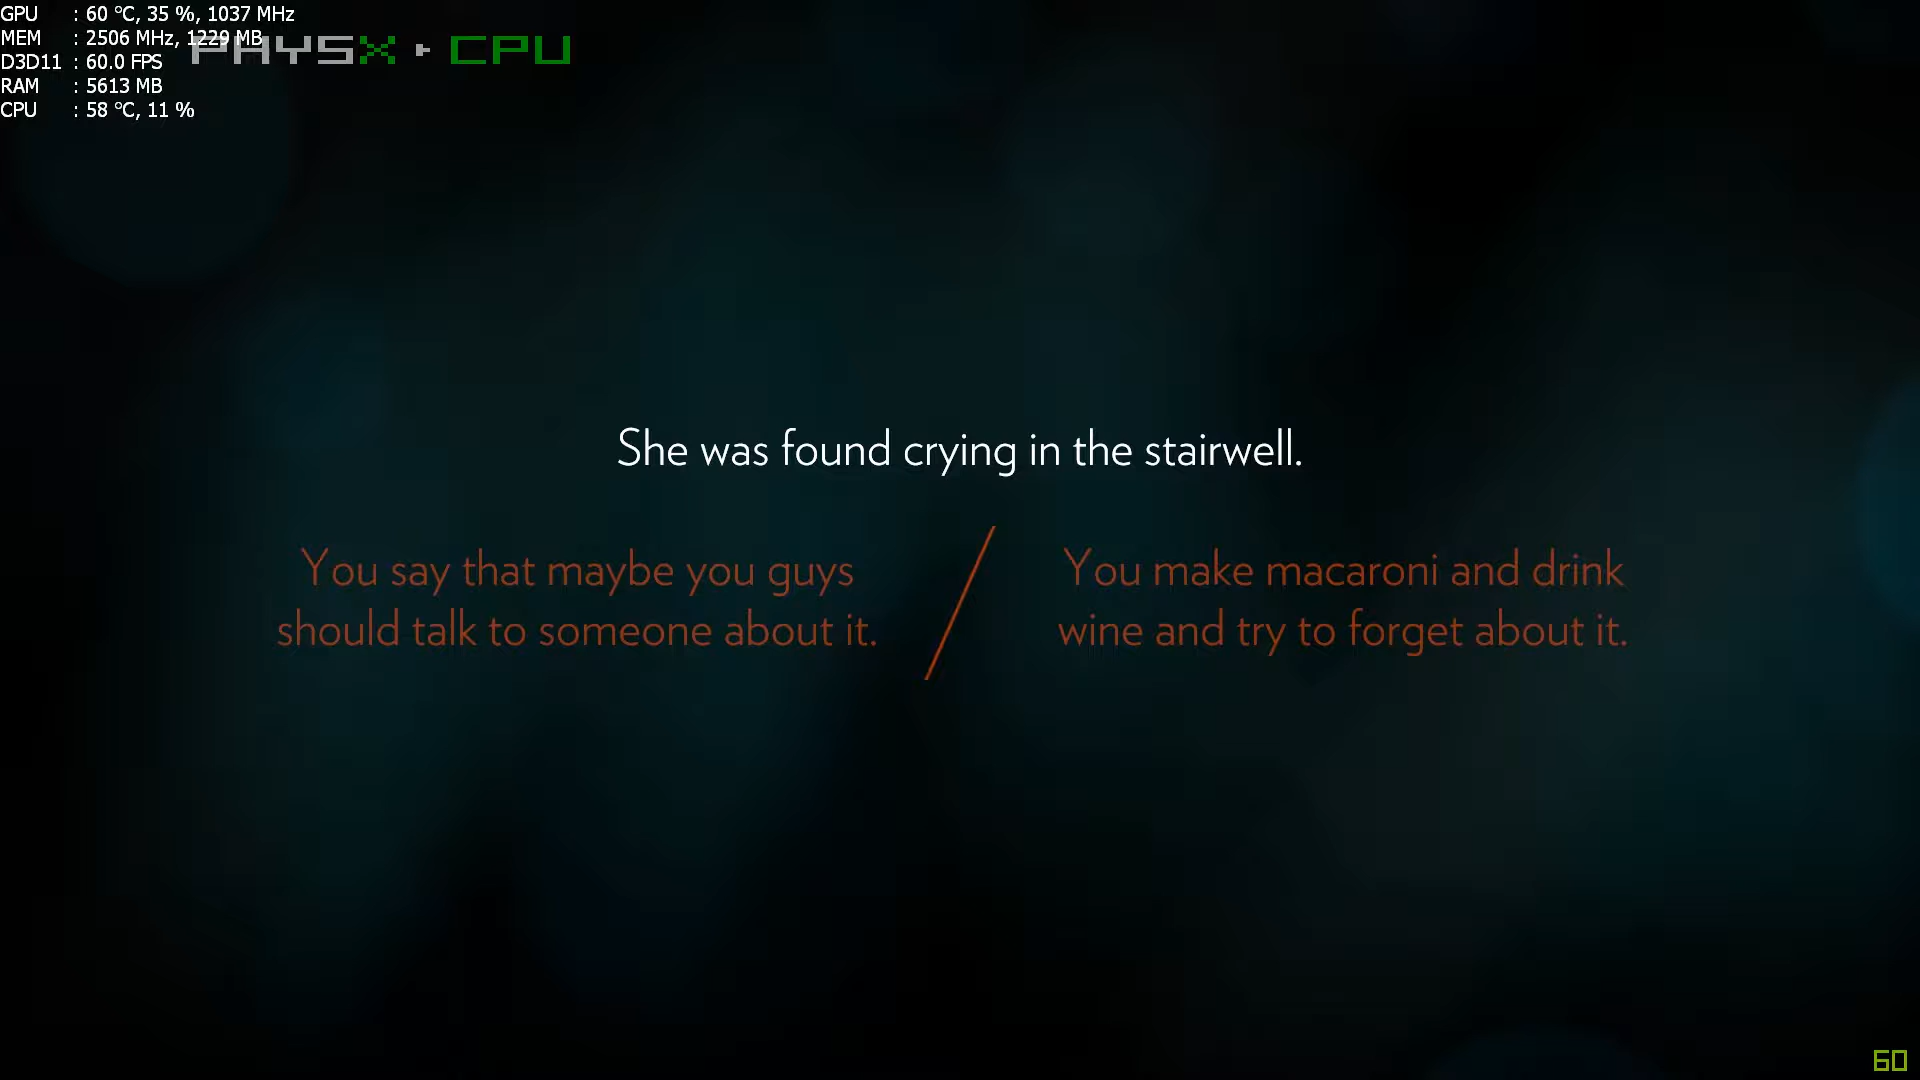 GPU : 60 °C, 35 %, 1037 MHz
MEM : 2506 MHz, 1229 MB
PHYSX ▸ CPU
D3D11 : 60.0 FPS
RAM : 5613 MB
CPU : 58 °C, 11 %
She was found crying in the stairwell.
You say that maybe you guys
should talk to someone about it.
/
You make macaroni and drink
wine and try to forget about it.
60